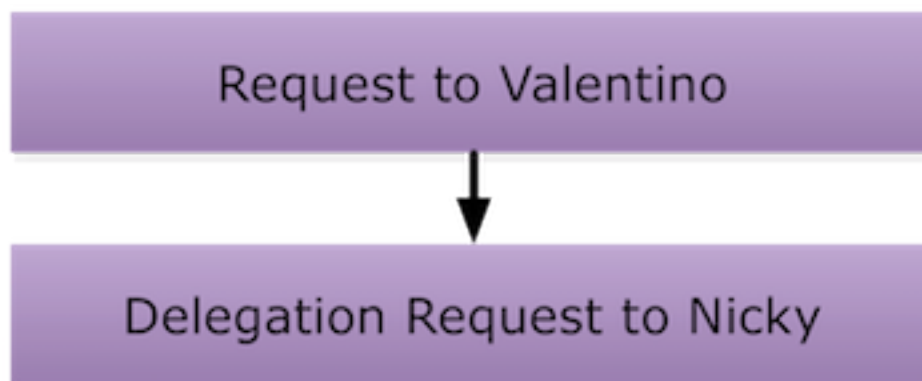 Request to Valentino
Delegation Request to Nicky